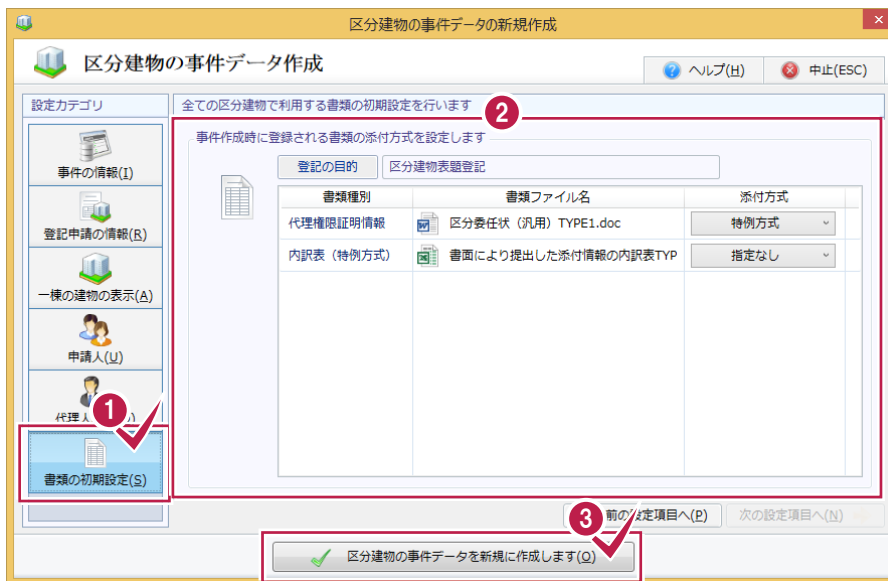 区分建物の事件データの新規作成
区分建物の事件データ作成
ヘルプ(H)
中止(ESC)
設定カテゴリ
全ての区分建物で利用する書類の初期設定を行います
2
事件の情報(I)
登記申請の情報(R)
一棟の建物の表示(A)
申請人(U)
代理人
1
書類の初期設定(S)
事件作成時に登録される書類の添付方式を設定します
登記の目的 区分建物表題登記
書類種別 書類ファイル名 添付方式
代理権限証明情報 区分委任状（汎用）TYPE1.doc 特例方式
内訳表（特例方式） 書面により提出した添付情報の内訳表TYP 指定なし
3
前の設定項目へ(P)
次の設定項目へ(N)
区分建物の事件データを新規に作成します(O)